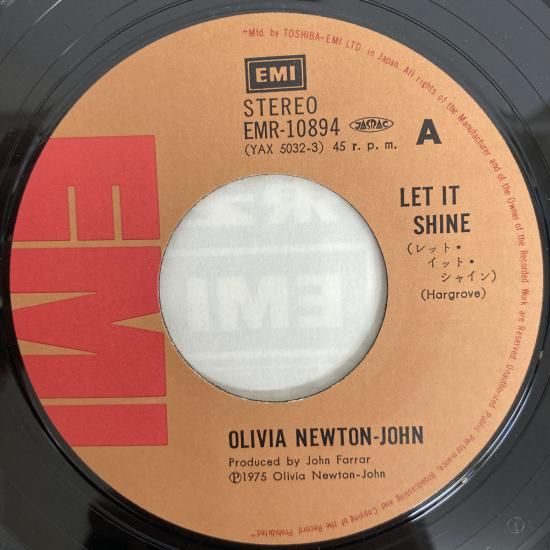 *Mfd. by TOSHIBA-EMI LTD. in Japan. All rights of the Manufacturer and of the Owner of the Recorded Work are Reserved. Unauthorized Public Performance, Broadcasting and Copying of the Record Prohibited*
EMI
STEREO
EMR-10894 JASRAC
(YAX 5032-3) 45 r.p.m.
A
LET IT
SHINE
(レット・
イット・
シャイン)
(Hargrove)
EMI
EMI
OLIVIA NEWTON-JOHN
Produced by John Farrar
Ⓟ1975 Olivia Newton-John